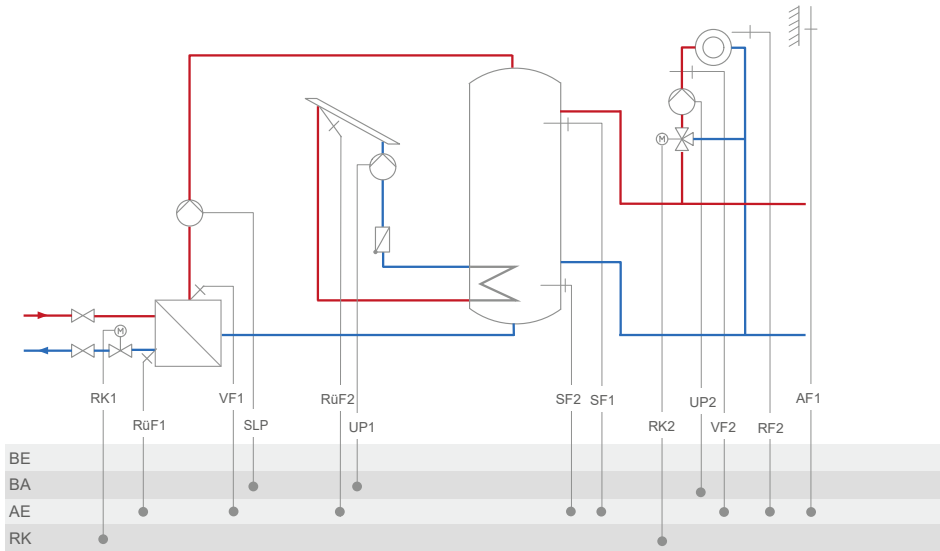 M
M
RK1
RüF1
VF1
SLP
RüF2
UP1
SF2
SF1
RK2
UP2
VF2
RF2
AF1
BE
BA
AE
RK